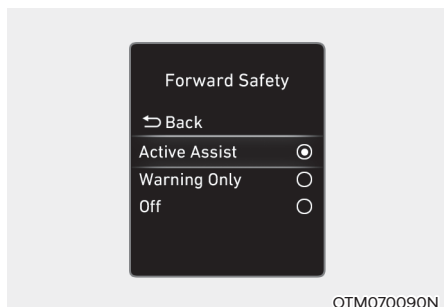 Forward Safety
Back
Active Assist
Warning Only
Off
OTM070090N